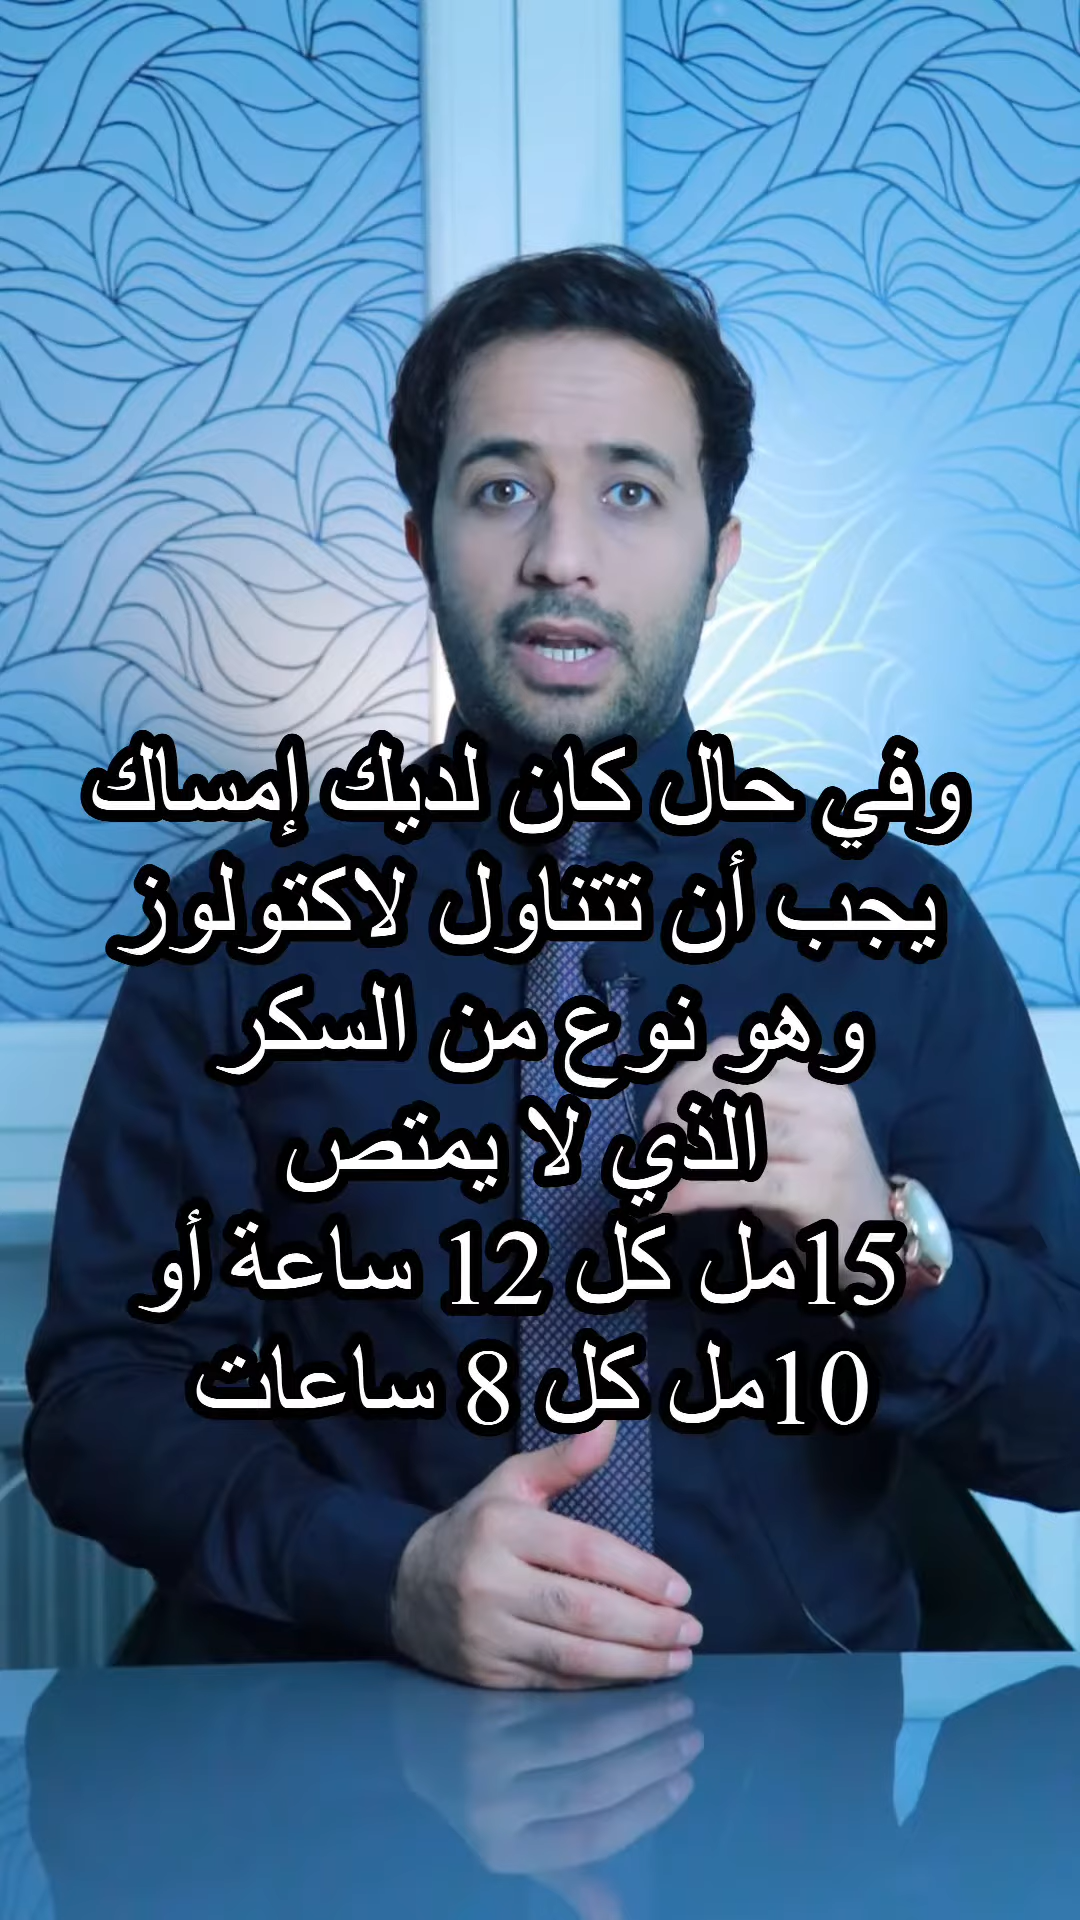 وفي حال كان لديك إمساك
يجب أن تتناول لاكتولوز
وهو نوع من السكر
الذي لا يمتص
15مل كل 12 ساعة أو
10مل كل 8 ساعات